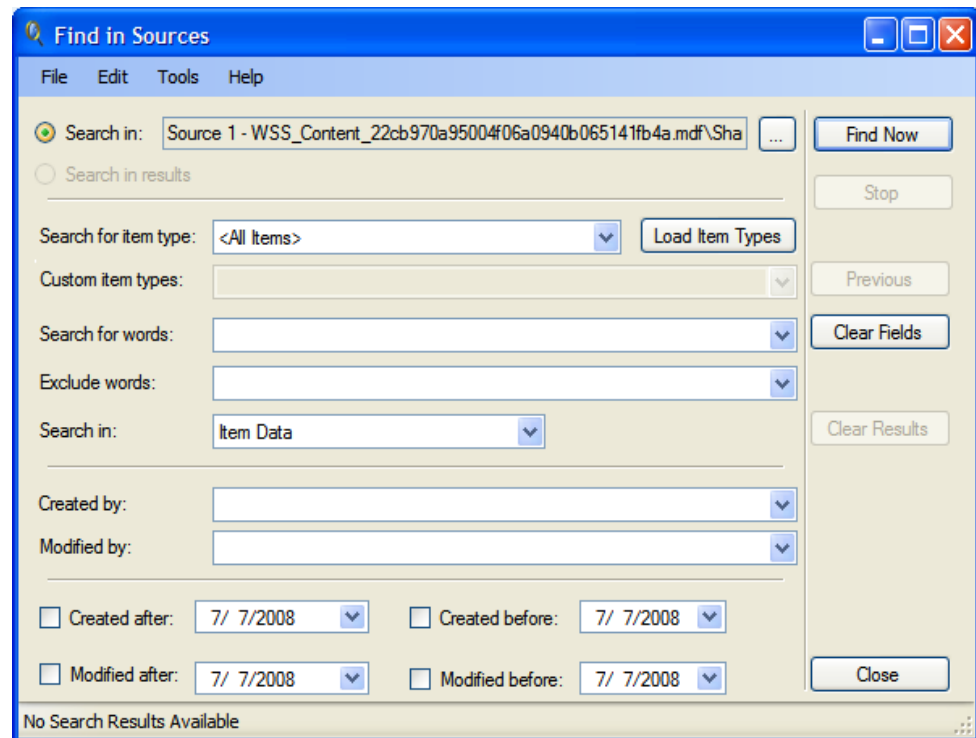 Find in Sources
File Edit Tools Help
Search in: Source 1 - WSS_Content_22cb970a95004f06a0940b065141fb4a.mdf\Sha ... Find Now
Search in results
Stop
Search for item type: <All Items> Load Item Types
Custom item types: Previous
Search for words: Clear Fields
Exclude words:
Search in: Item Data Clear Results
Created by:
Modified by:
Created after: 7/ 7/2008 Created before: 7/ 7/2008
Modified after: 7/ 7/2008 Modified before: 7/ 7/2008 Close
No Search Results Available